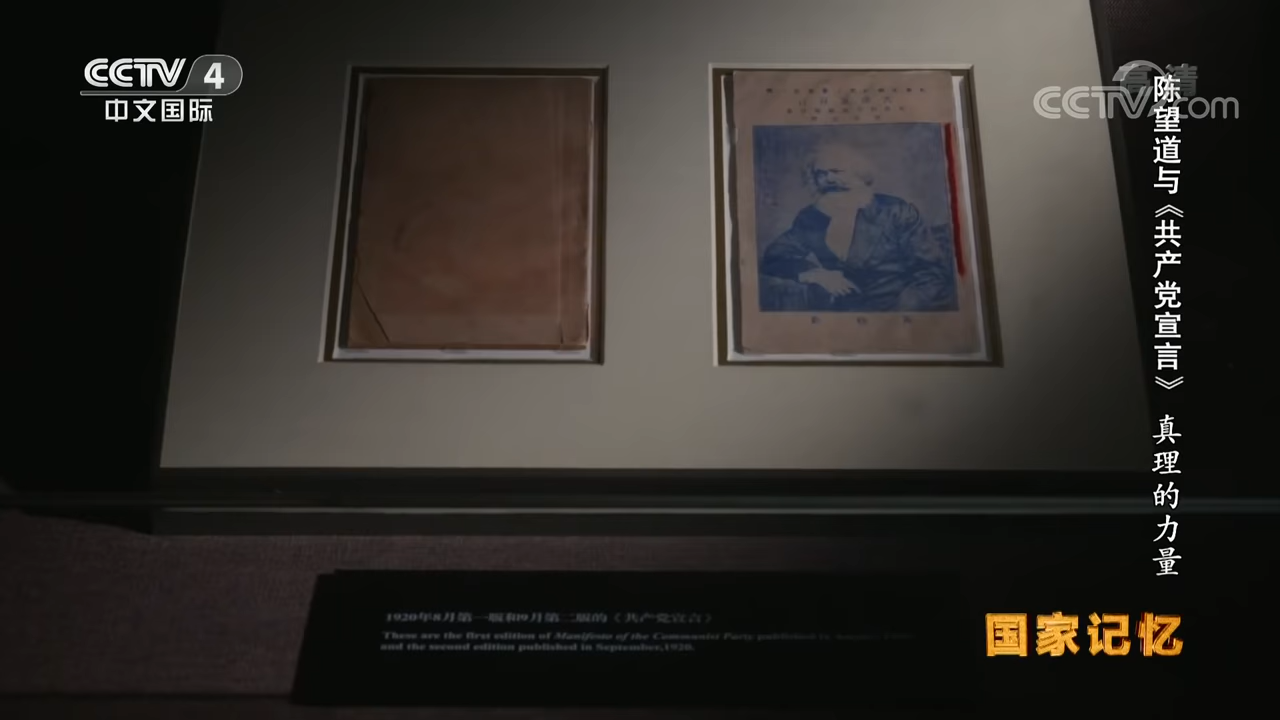 CCTV 4
中文国际
高清
CCTV.com
陈望道与《共产党宣言》 真理的力量
1920年8月第一版和9月第二版的《共产党宣言》
These are the first edition of Manifesto of the Communist Party published in August
and the second edition published in September,1920.
国家记忆